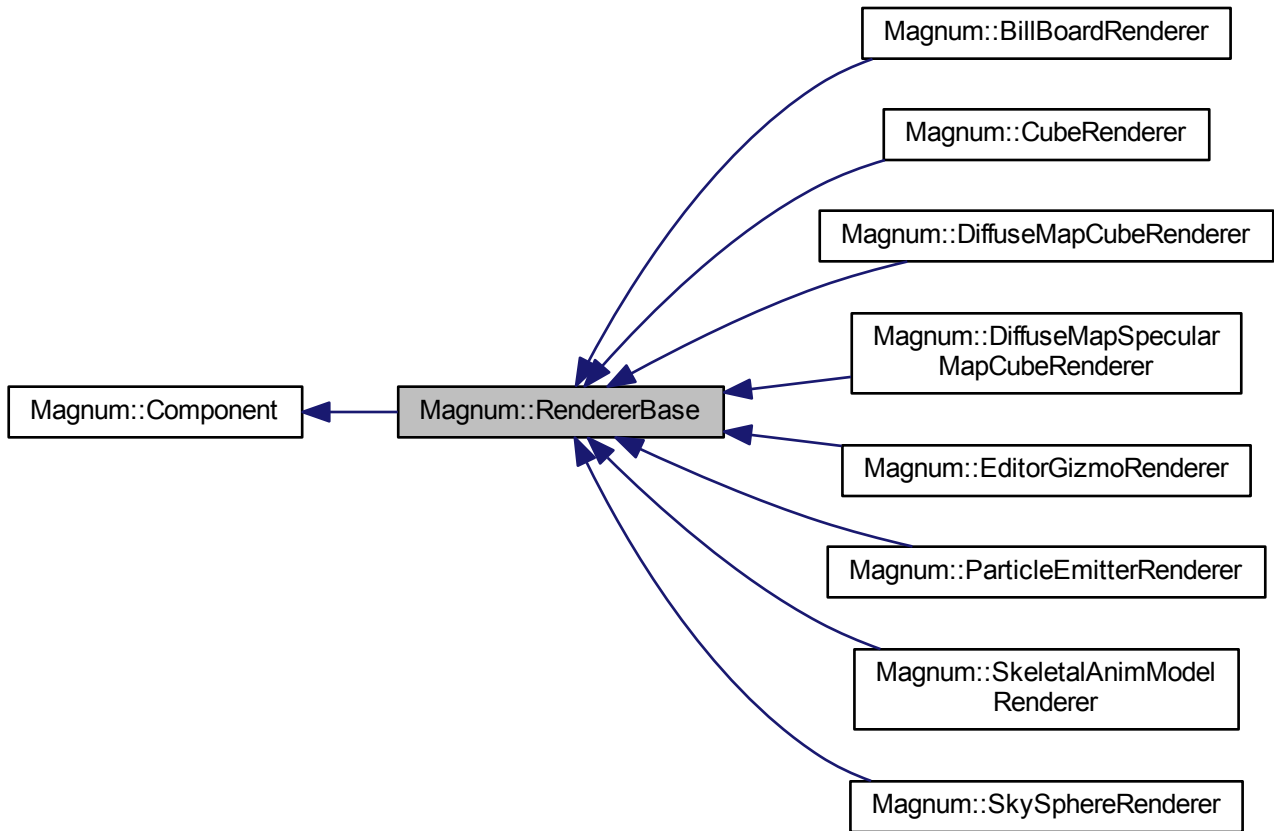 Magnum::BillBoardRenderer
Magnum::CubeRenderer
Magnum::DiffuseMapCubeRenderer
Magnum::DiffuseMapSpecular
MapCubeRenderer
Magnum::Component
Magnum::RendererBase
Magnum::EditorGizmoRenderer
Magnum::ParticleEmitterRenderer
Magnum::SkeletalAnimModel
Renderer
Magnum::SkySphereRenderer